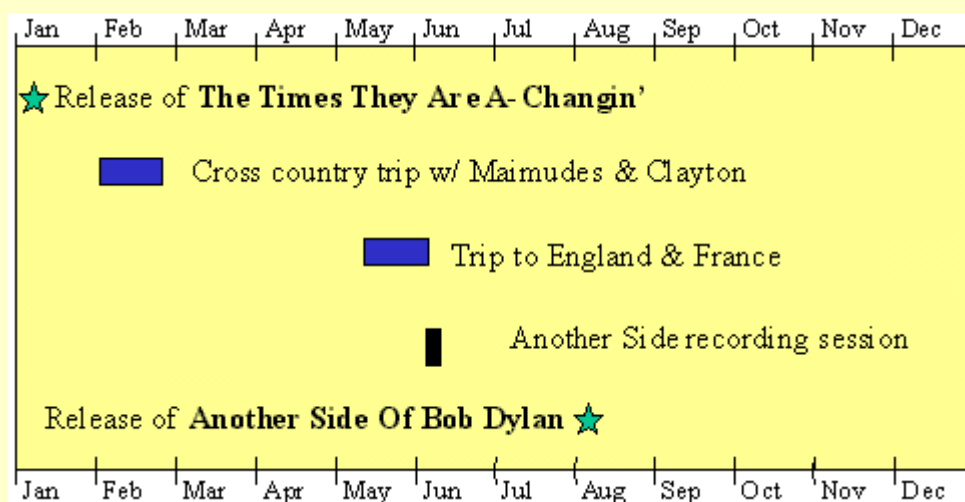 Jan Feb Mar Apr May Jun Jul Aug Sep Oct Nov Dec
Release of The Times They Are A- Changin’
Cross country trip w/ Maimudes & Clayton
Trip to England & France
Another Side recording session
Release of Another Side Of Bob Dylan
Jan Feb Mar Apr May Jun Jul Aug Sep Oct Nov Dec